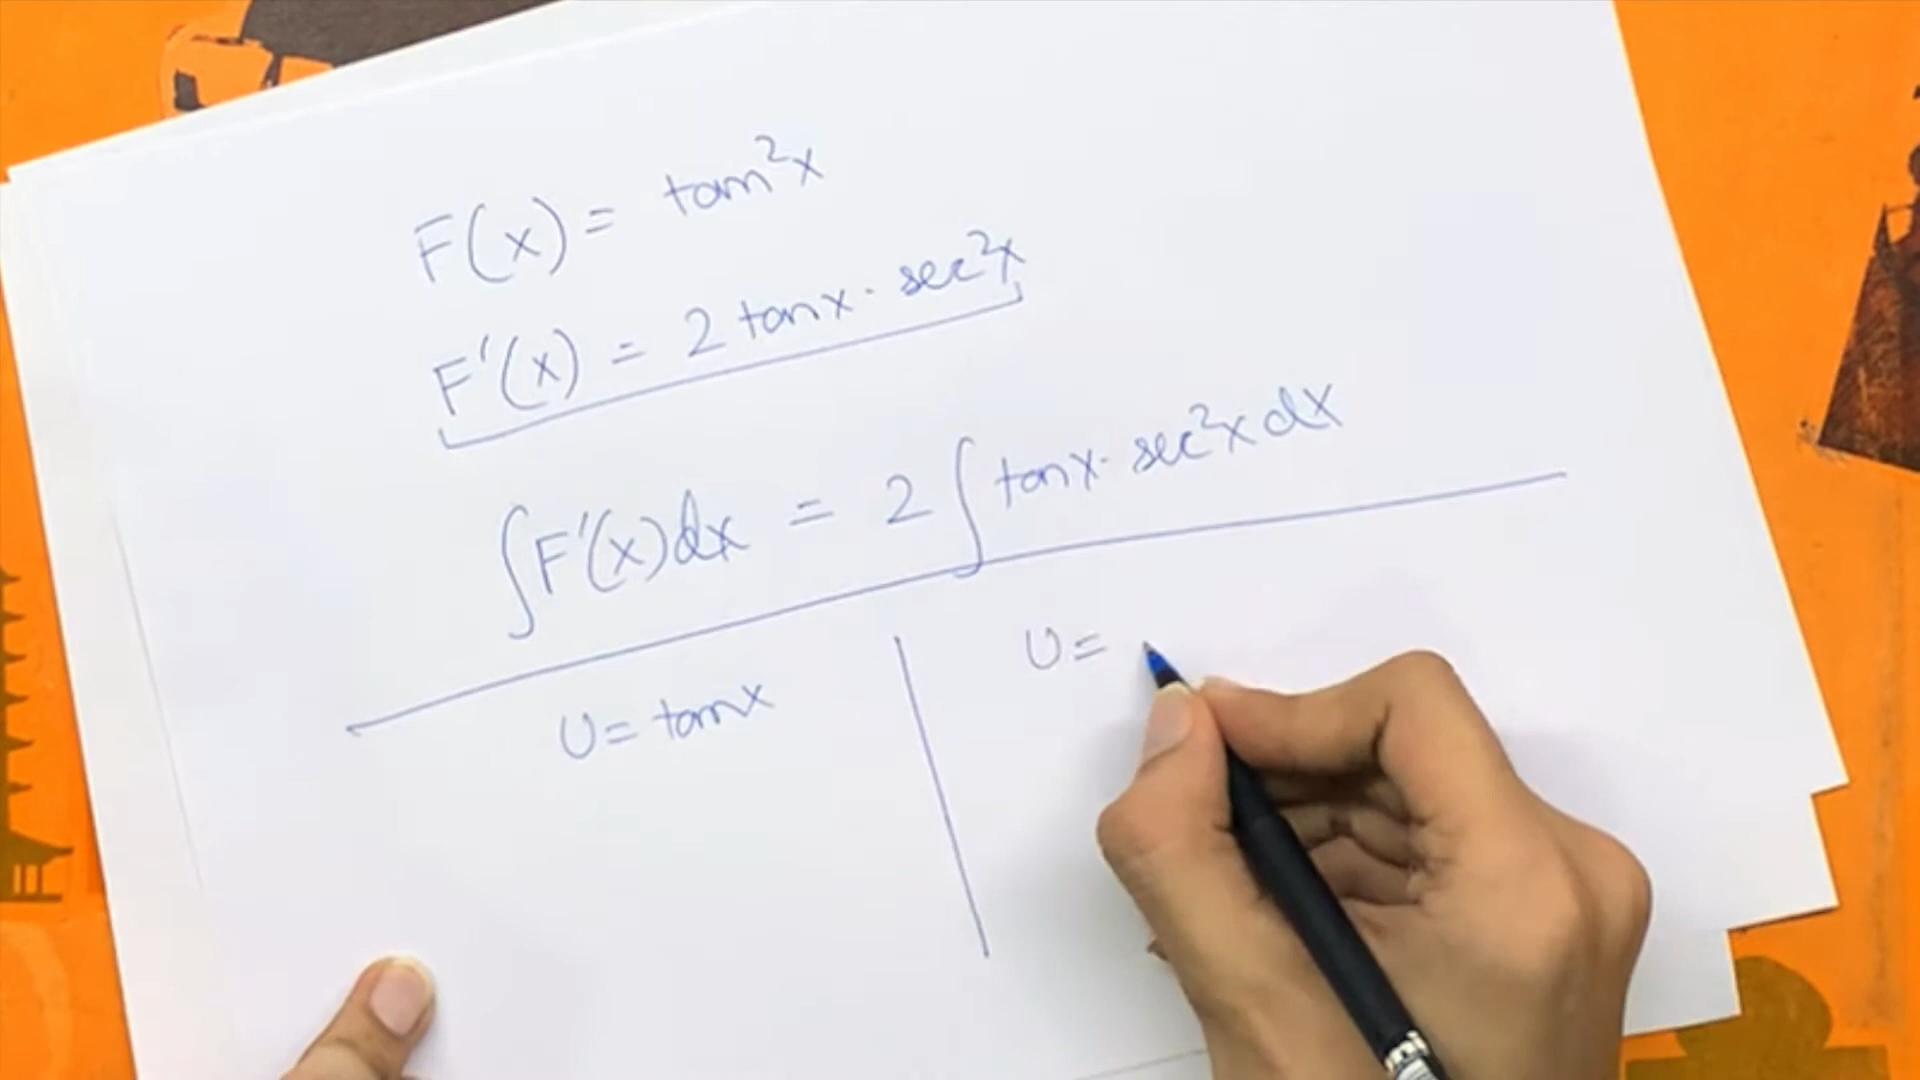 F(x) = tan²x
F'(x) = 2 tanx · sec²x
∫F'(x)dx = 2∫tanx · sec²x dx
U = tanx
U =